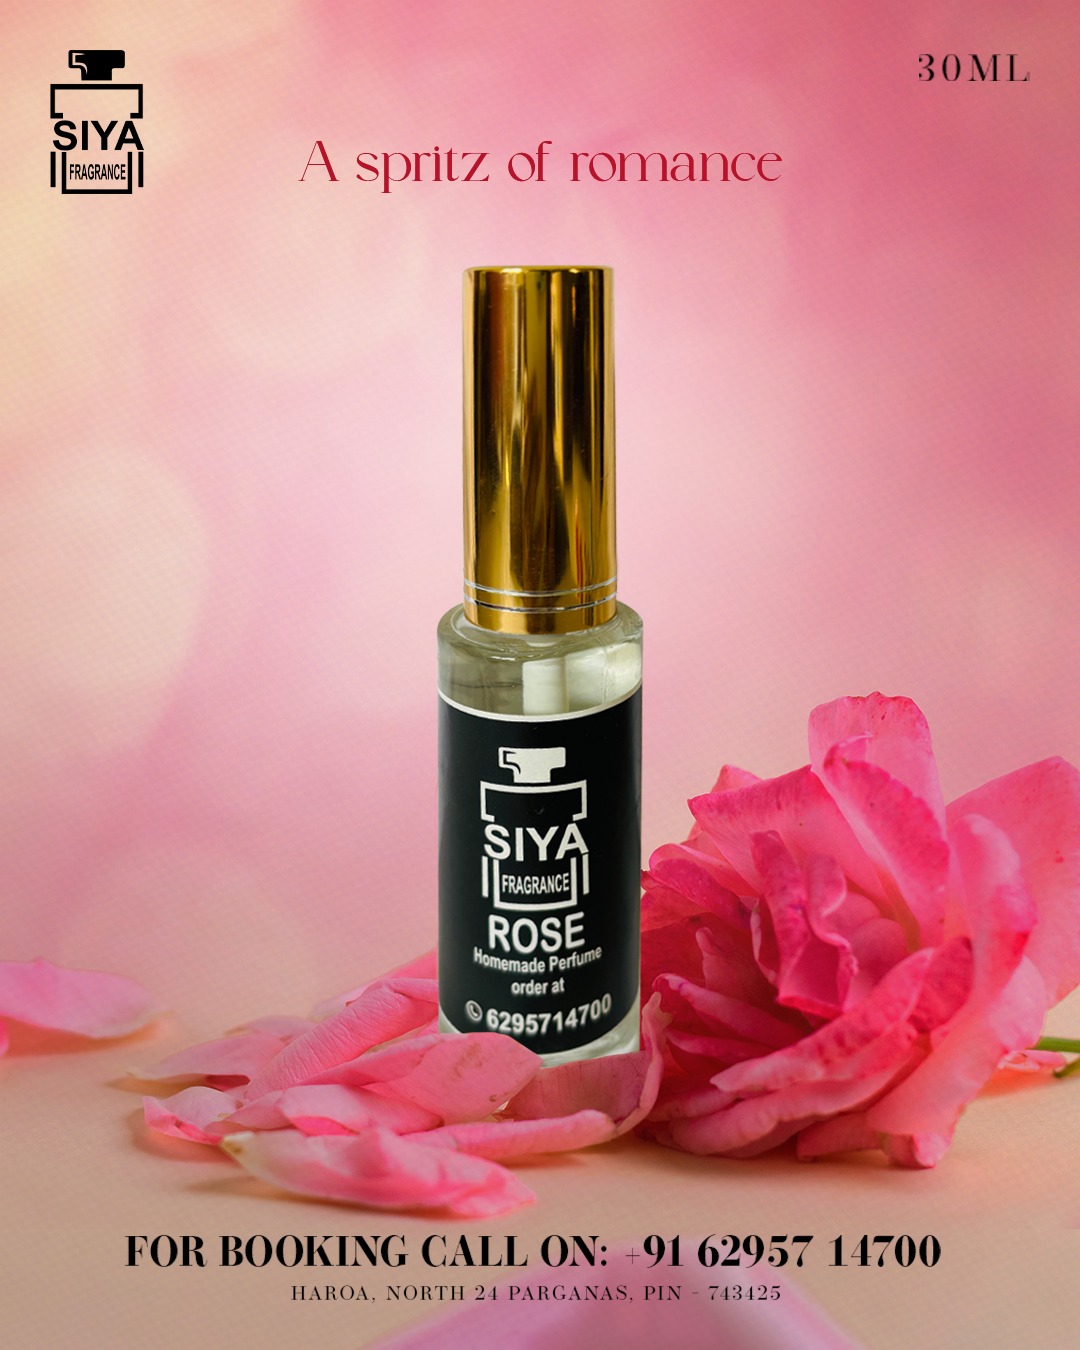 SIYA
FRAGRANCE
30ML
A spritz of romance
SIYA
FRAGRANCE
ROSE
Homemade Perfume
order at
6295714700
FOR BOOKING CALL ON: +91 62957 14700
HAROA, NORTH 24 PARGANAS, PIN - 743425